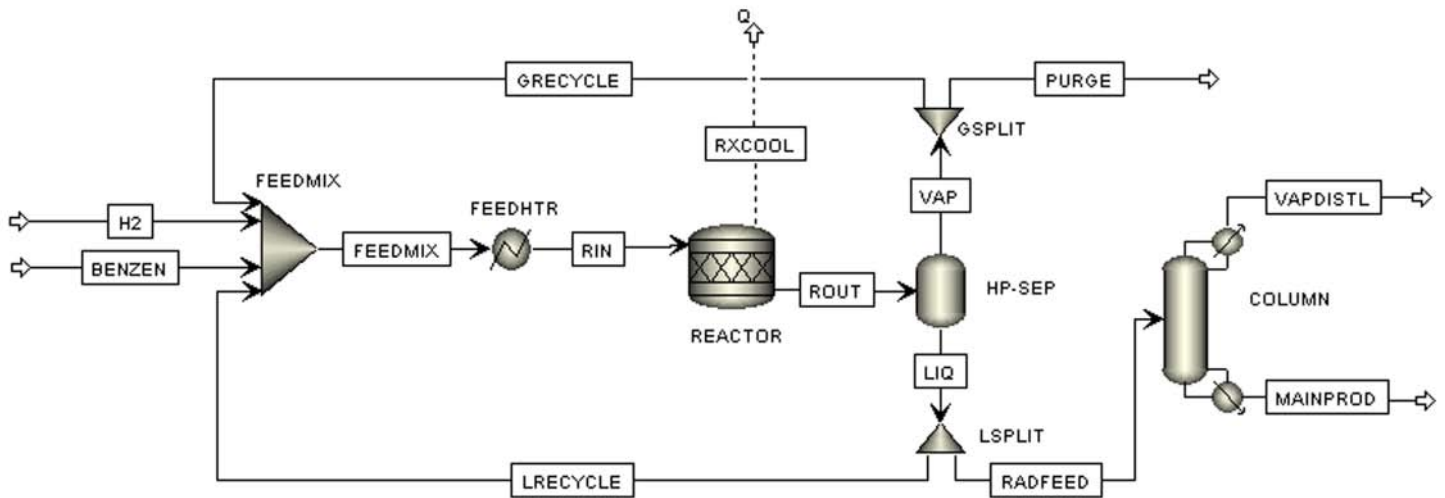 Q
GRECYCLE
PURGE
GSPLIT
RXCOOL
FEEDMIX
VAP
VAPDISTL
H2
FEEDHTR
FEEDMIX
RIN
BENZEN
ROUT
HP-SEP
COLUMN
REACTOR
LIQ
MAINPROD
LSPLIT
LRECYCLE
RADFEED